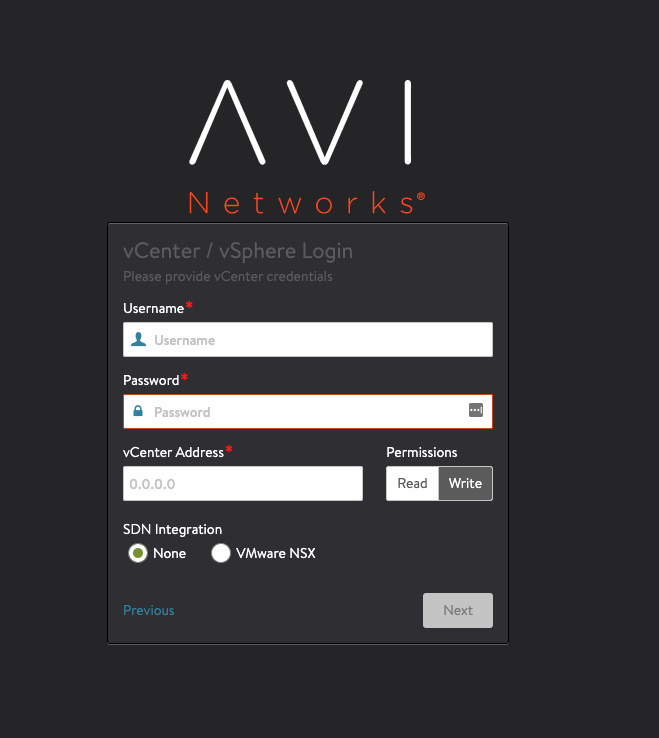 AVI
Networks®
vCenter / vSphere Login
Please provide vCenter credentials
Username*
Username
Password*
Password
vCenter Address* Permissions
0.0.0.0 Read Write
SDN Integration
None VMware NSX
Previous Next